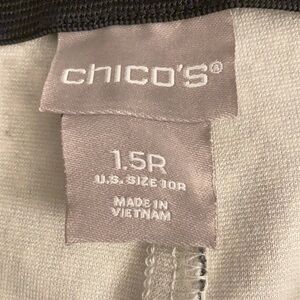 chico's®
1.5R
U.S. SIZE 10R
MADE IN
VIETNAM